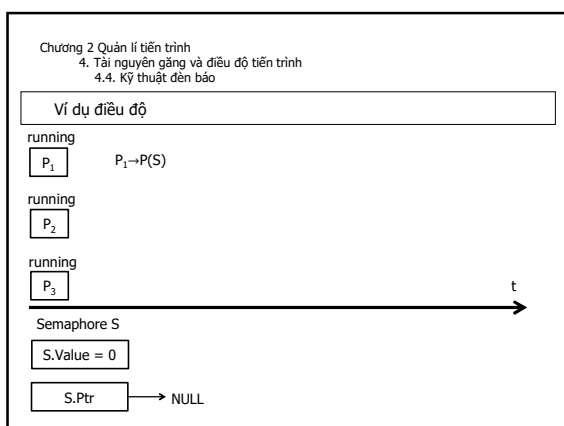 Chương 2 Quản lí tiến trình
4. Tài nguyên găng và điều độ tiến trình
4.4. Kỹ thuật đèn báo
Ví dụ điều độ
running
P₁ P₁→P(S)
running
P₂
running
P₃
t
Semaphore S
S.Value = 0
S.Ptr NULL